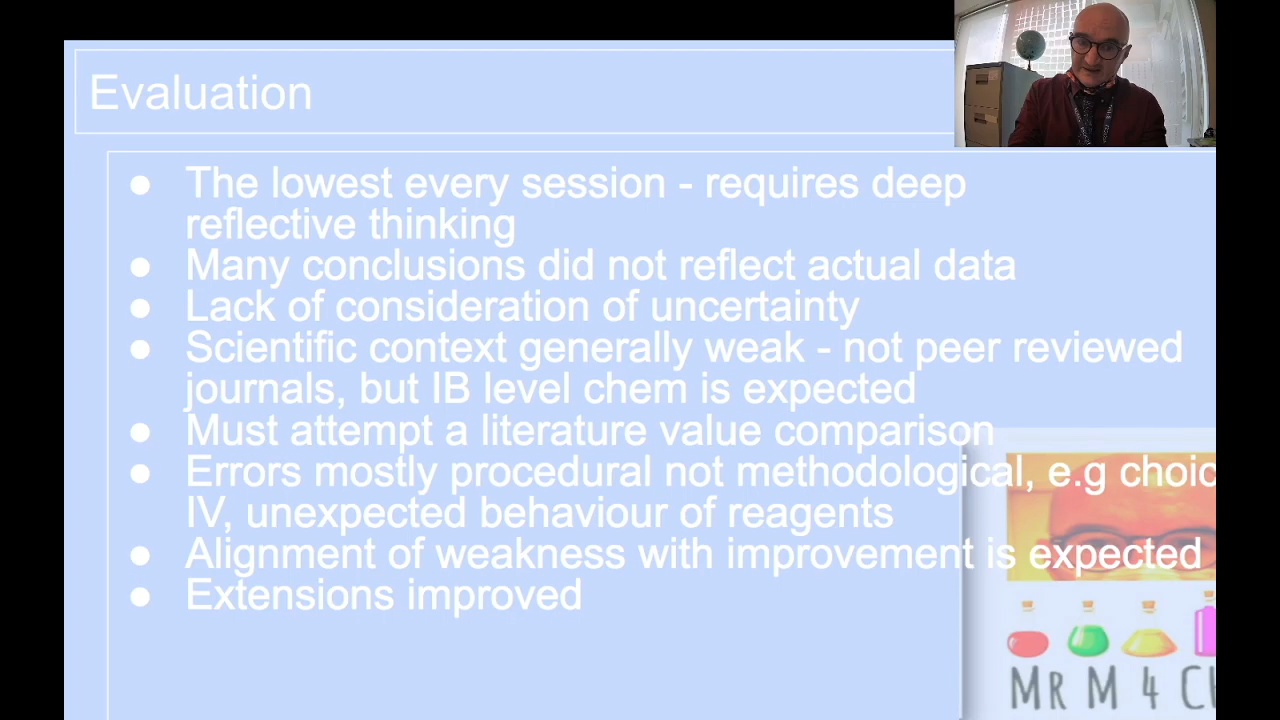 Evaluation
● The lowest every session - requires deep
reflective thinking
● Many conclusions did not reflect actual data
● Lack of consideration of uncertainty
● Scientific context generally weak - not peer reviewed
journals, but IB level chem is expected
● Must attempt a literature value comparison
● Errors mostly procedural not methodological, e.g
IV, unexpected behaviour of reagents
● Alignment of weakness with improvement is expected
● Extensions improved
MR M 4